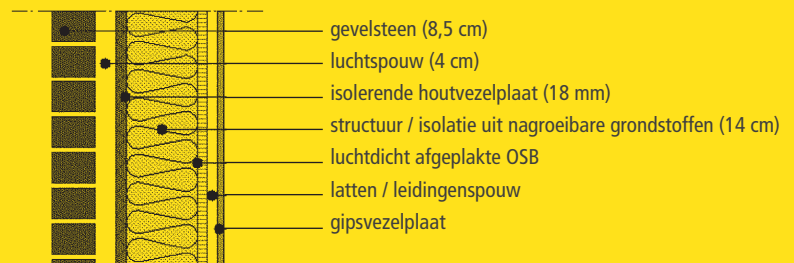 gevelsteen (8,5 cm)
luchtspouw (4 cm)
isolerende houtvezelplaat (18 mm)
structuur / isolatie uit nagroeibare grondstoffen (14 cm)
luchtdicht afgeplakte OSB
latten / leidingenspouw
gipsvezelplaat